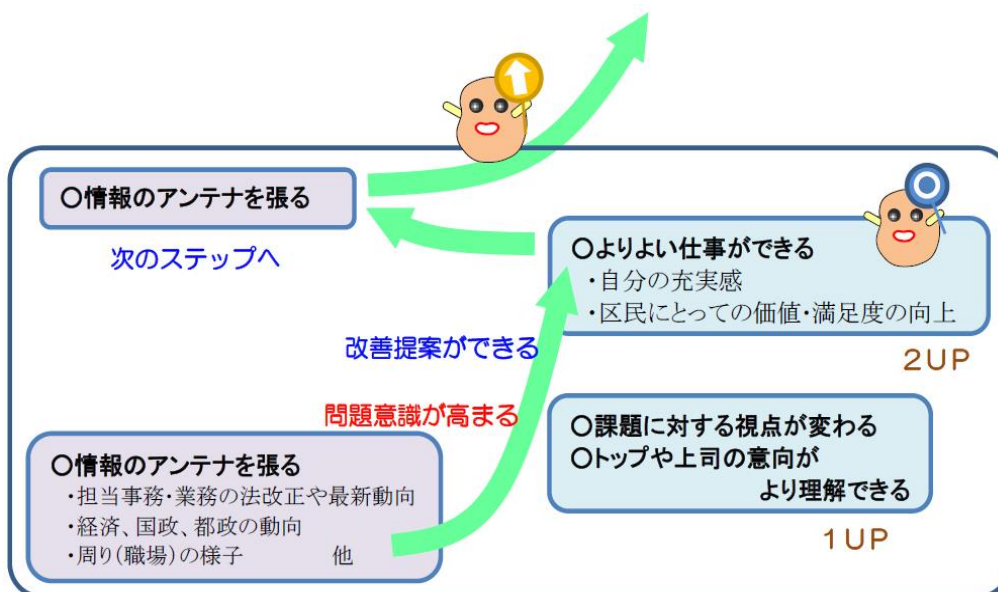 ○情報のアンテナを張る
次のステップへ
○よりよい仕事ができる
・自分の充実感
・区民にとっての価値・満足度の向上
2UP
改善提案ができる
問題意識が高まる
○課題に対する視点が変わる
○トップや上司の意向が
より理解できる
1UP
○情報のアンテナを張る
・担当事務・業務の法改正や最新動向
・経済、国政、都政の動向
・周り(職場)の様子　　　他